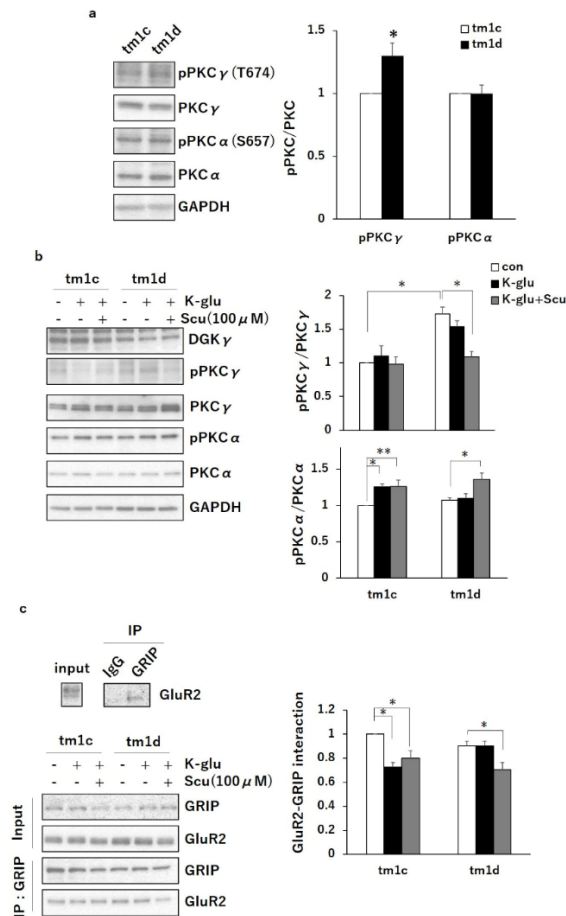 a
tm1c
tm1d
pPKCγ(T674)
PKCγ
pPKCα(S657)
PKCα
GAPDH
tm1c
tm1d
pPKC/PKC
1.5
1
0.5
0
*
pPKCγ
pPKCα
b
tm1c tm1d
- + + - + + K-glu
+ + Scu(100μM)
DGKγ
pPKCγ
PKCγ
pPKCα
PKCα
GAPDH
con
K-glu
K-glu+Scu
pPKCγ/PKCγ
2
1.5
1
0.5
0
* *
pPKCα/PKCα
1.5
1
0.5
0
**
*
*
tm1c tm1d
c
IP
input IgG GRIP
GluR2
tm1c tm1d
- + + - + + K-glu
+ + Scu(100μM)
Input
GRIP
GluR2
IP : GRIP
GRIP
GluR2
GluR2-GRIP interaction
1.2
1
0.8
0.6
0.4
0.2
0
*
*
*
tm1c tm1d